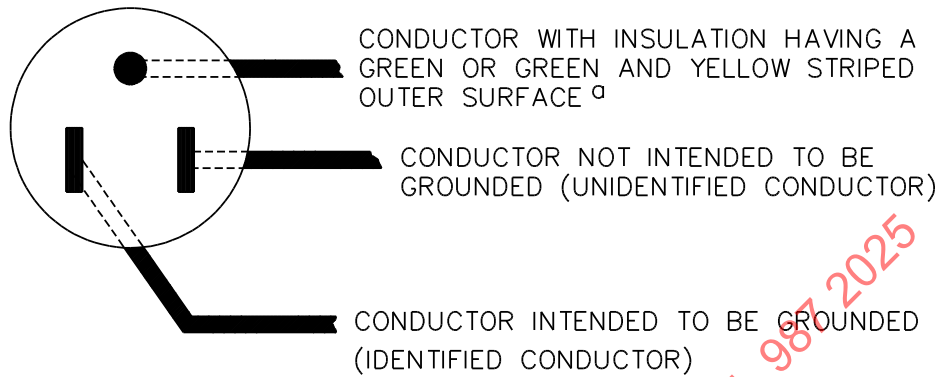 CONDUCTOR WITH INSULATION HAVING A
GREEN OR GREEN AND YELLOW STRIPED
OUTER SURFACE a
CONDUCTOR NOT INTENDED TO BE
GROUNDED (UNIDENTIFIED CONDUCTOR)
CONDUCTOR INTENDED TO BE GROUNDED
(IDENTIFIED CONDUCTOR)
987 2025